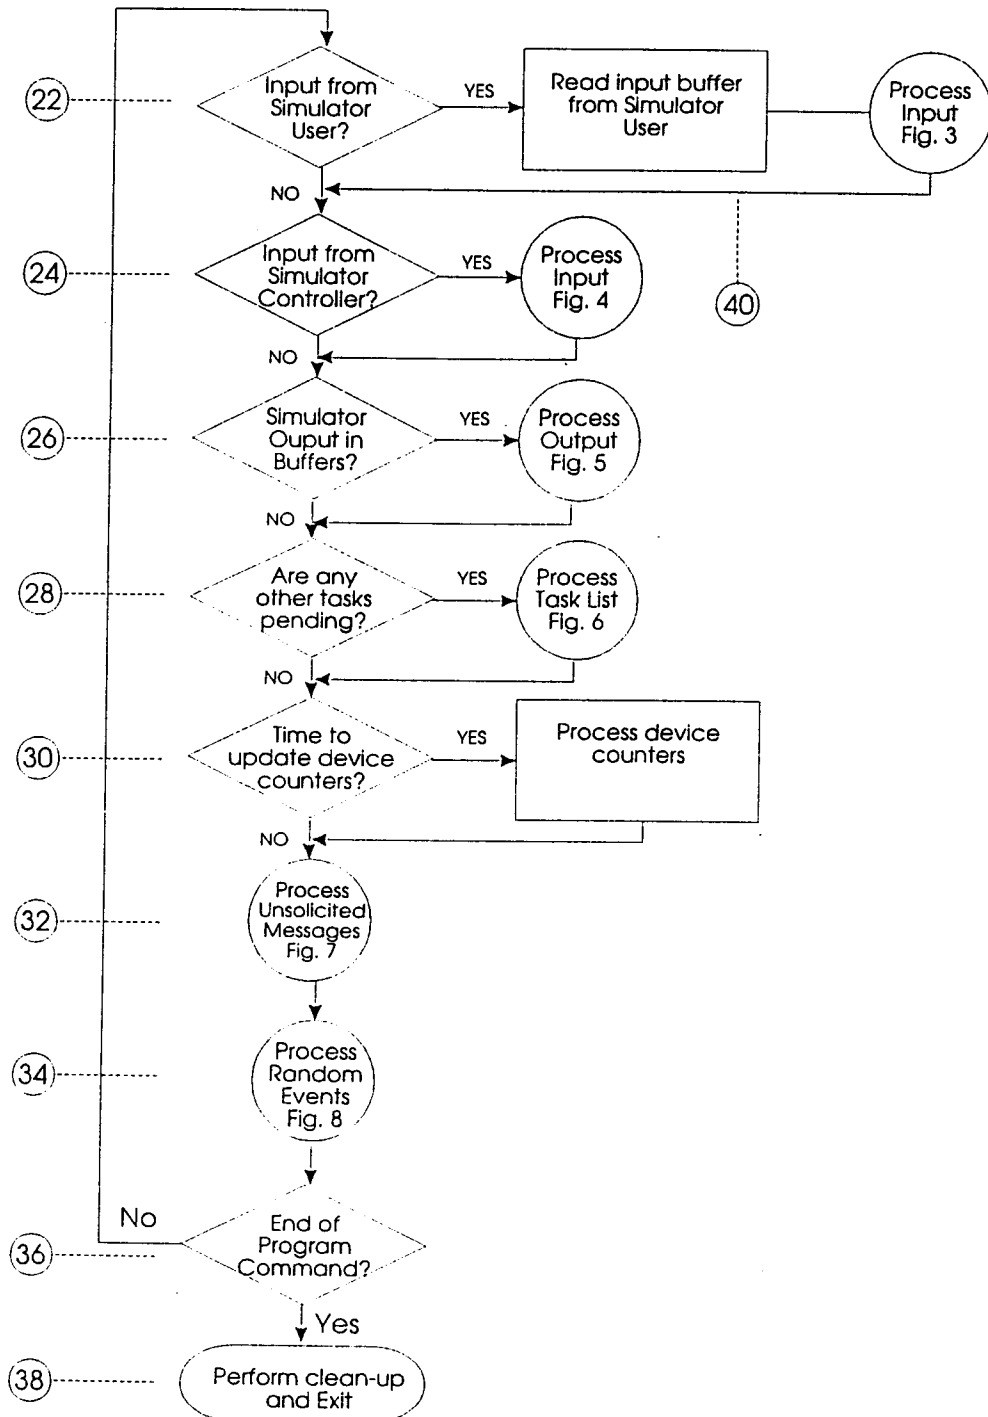 22
Input from
Simulator
User?
YES
Read input buffer
from Simulator
User
Process
Input
Fig. 3
NO
24
Input from
Simulator
Controller?
YES
Process
Input
Fig. 4
40
NO
26
Simulator
Ouput in
Buffers?
YES
Process
Output
Fig. 5
NO
28
Are any
other tasks
pending?
YES
Process
Task List
Fig. 6
NO
30
Time to
update device
counters?
YES
Process device
counters
NO
32
Process
Unsolicited
Messages
Fig. 7
34
Process
Random
Events
Fig. 8
No
36
End of
Program
Command?
Yes
38
Perform clean-up
and Exit